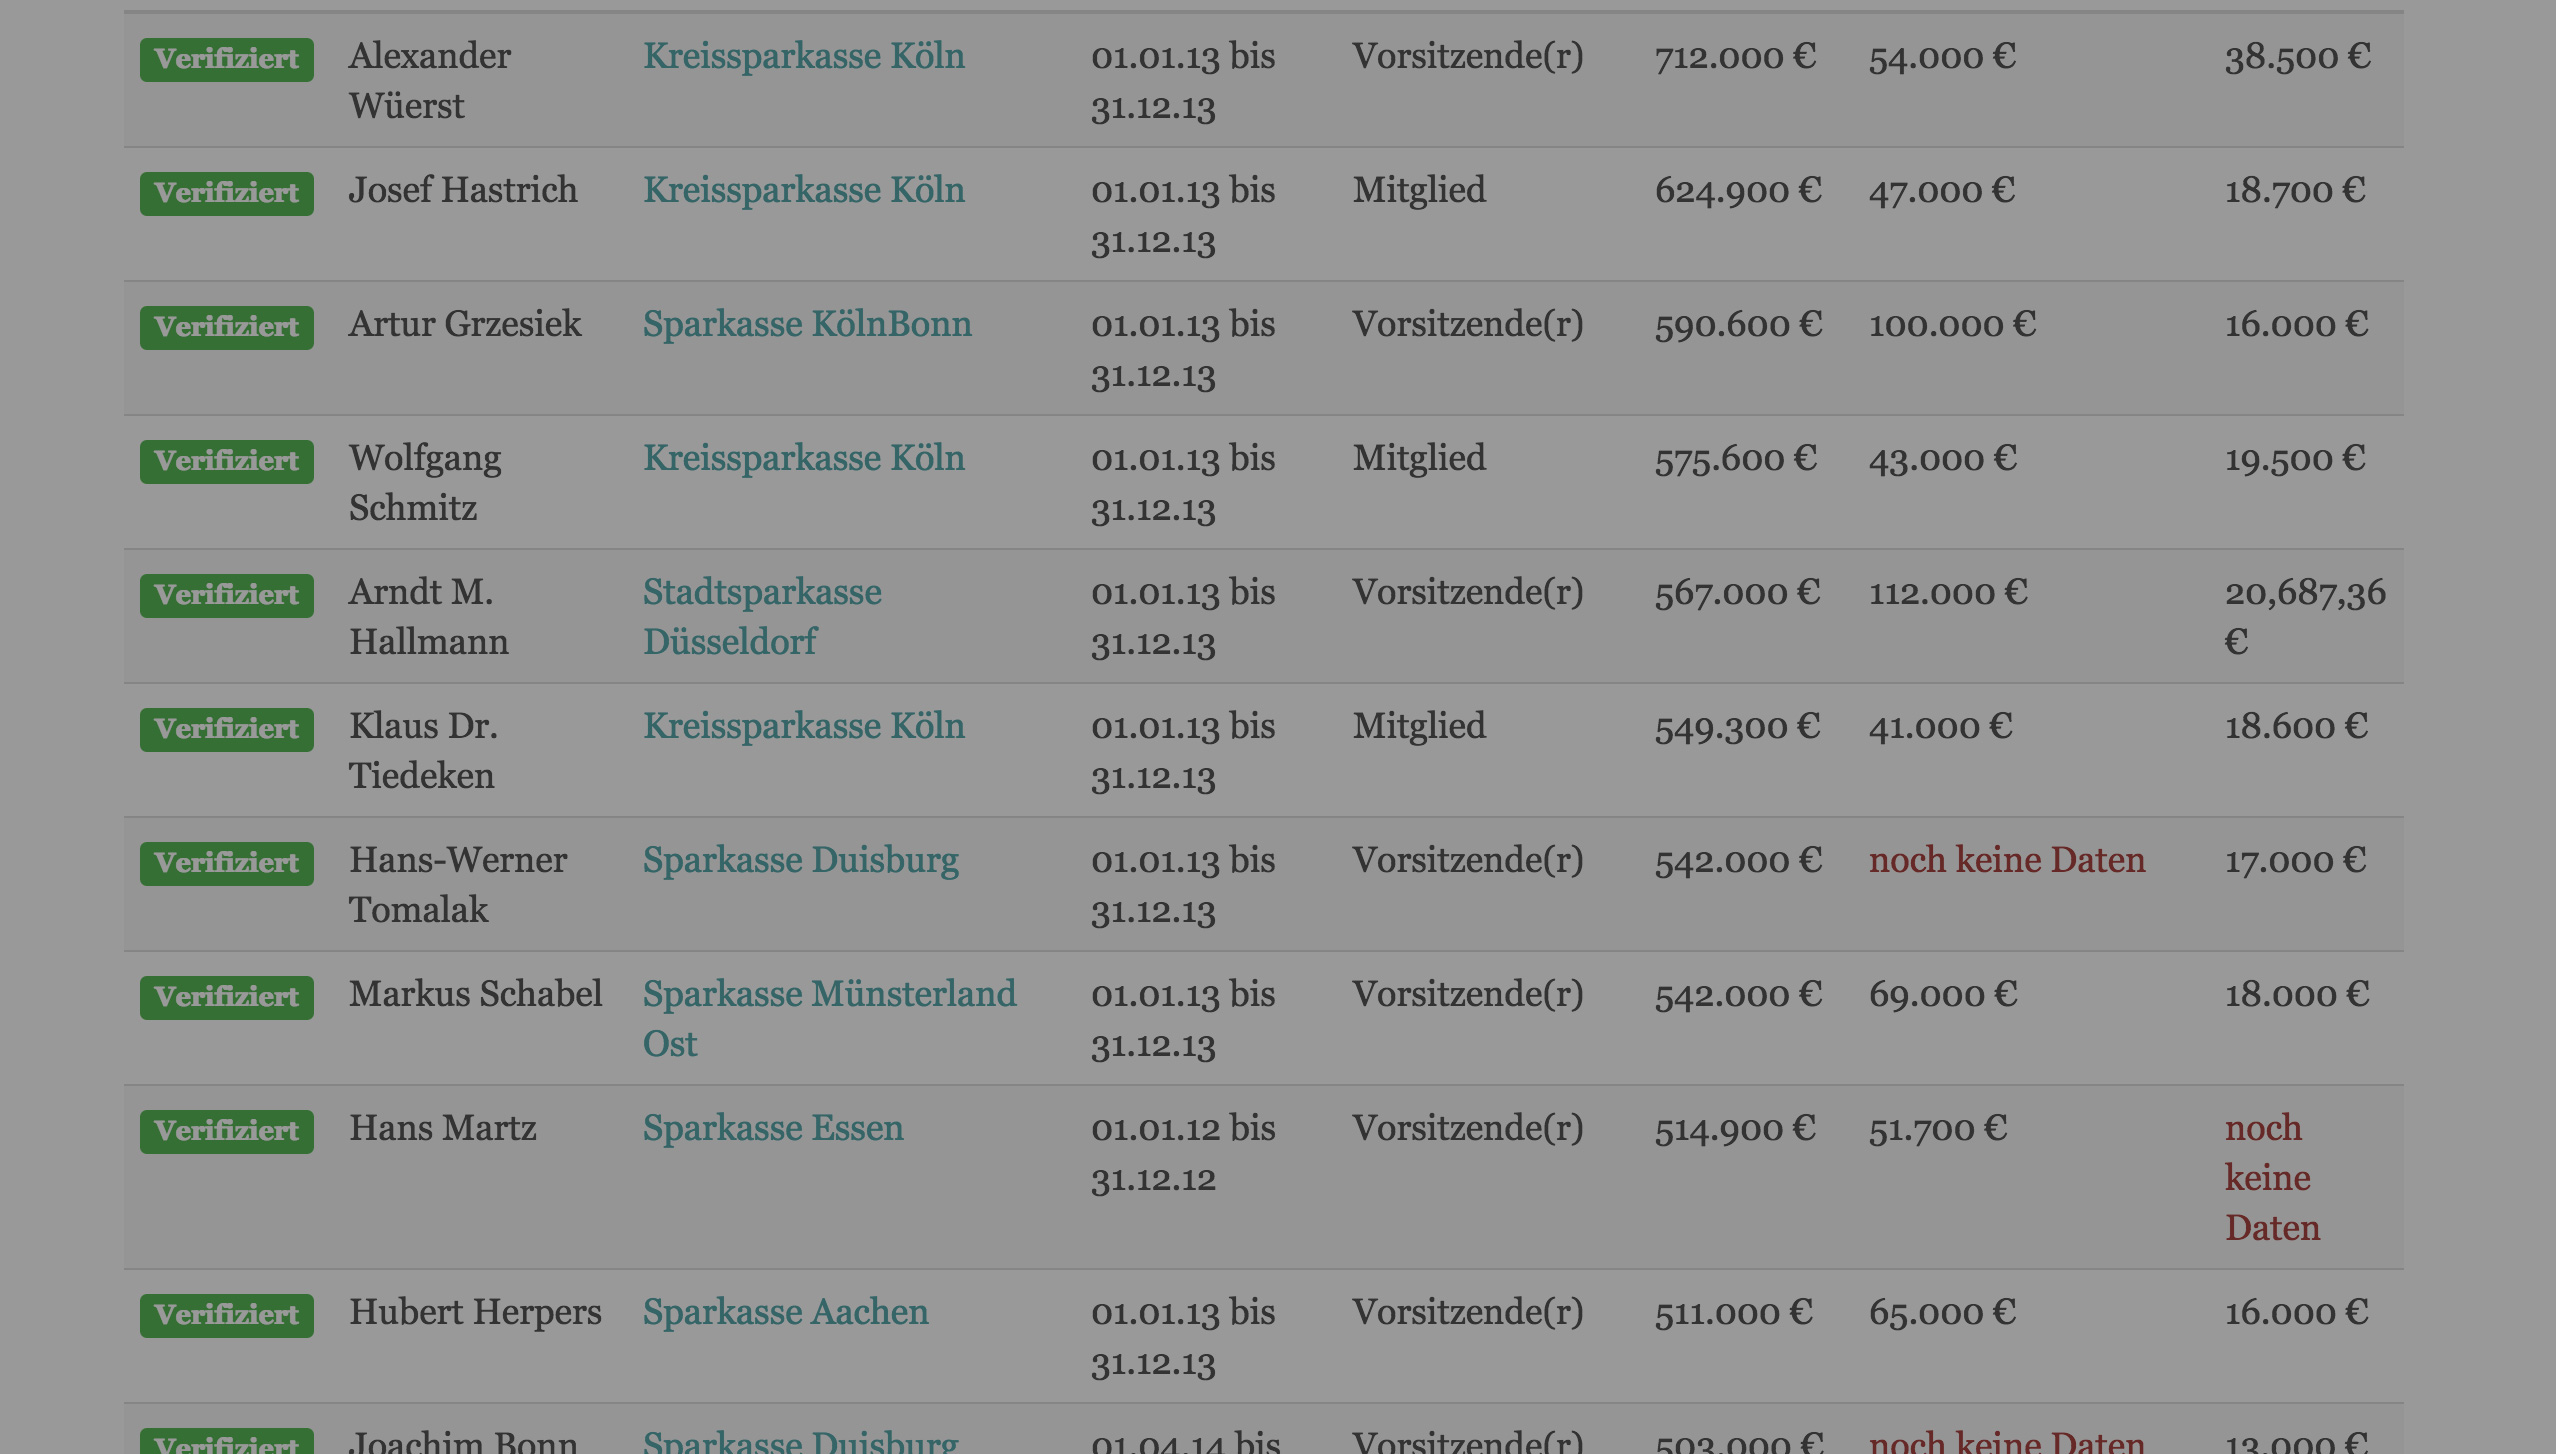 Verifiziert Alexander Kreissparkasse Köln 01.01.13 bis Vorsitzende(r) 712.000 € 54.000 € 38.500 €
Wüerst 31.12.13
Verifiziert Josef Hastrich Kreissparkasse Köln 01.01.13 bis Mitglied 624.900 € 47.000 € 18.700 €
31.12.13
Verifiziert Artur Grzesiek Sparkasse KölnBonn 01.01.13 bis Vorsitzende(r) 590.600 € 100.000 € 16.000 €
31.12.13
Verifiziert Wolfgang Kreissparkasse Köln 01.01.13 bis Mitglied 575.600 € 43.000 € 19.500 €
Schmitz 31.12.13
Verifiziert Arndt M. Stadtsparkasse 01.01.13 bis Vorsitzende(r) 567.000 € 112.000 € 20,687,36
Hallmann Düsseldorf 31.12.13 €
Verifiziert Klaus Dr. Kreissparkasse Köln 01.01.13 bis Mitglied 549.300 € 41.000 € 18.600 €
Tiedeken 31.12.13
Verifiziert Hans-Werner Sparkasse Duisburg 01.01.13 bis Vorsitzende(r) 542.000 € noch keine Daten 17.000 €
Tomalak 31.12.13
Verifiziert Markus Schabel Sparkasse Münsterland 01.01.13 bis Vorsitzende(r) 542.000 € 69.000 € 18.000 €
Ost 31.12.13
Verifiziert Hans Martz Sparkasse Essen 01.01.12 bis Vorsitzende(r) 514.900 € 51.700 € noch
31.12.12 keine
Daten
Verifiziert Hubert Herpers Sparkasse Aachen 01.01.13 bis Vorsitzende(r) 511.000 € 65.000 € 16.000 €
31.12.13
Verifiziert Joachim Bonn Sparkasse Duisburg 01.04.14 bis Vorsitzende(r) 503.000 € noch keine Daten 13.000 €